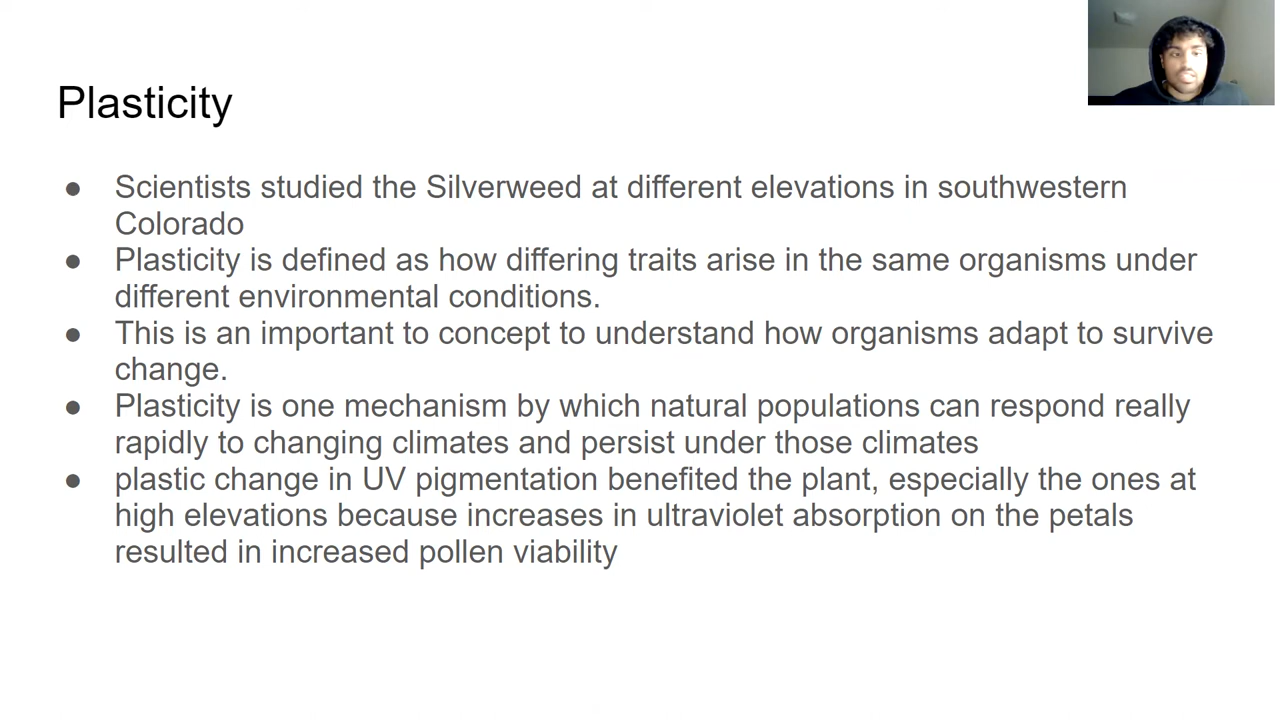 Plasticity
● Scientists studied the Silverweed at different elevations in southwestern
Colorado
● Plasticity is defined as how differing traits arise in the same organisms under
different environmental conditions.
● This is an important to concept to understand how organisms adapt to survive
change.
● Plasticity is one mechanism by which natural populations can respond really
rapidly to changing climates and persist under those climates
● plastic change in UV pigmentation benefited the plant, especially the ones at
high elevations because increases in ultraviolet absorption on the petals
resulted in increased pollen viability